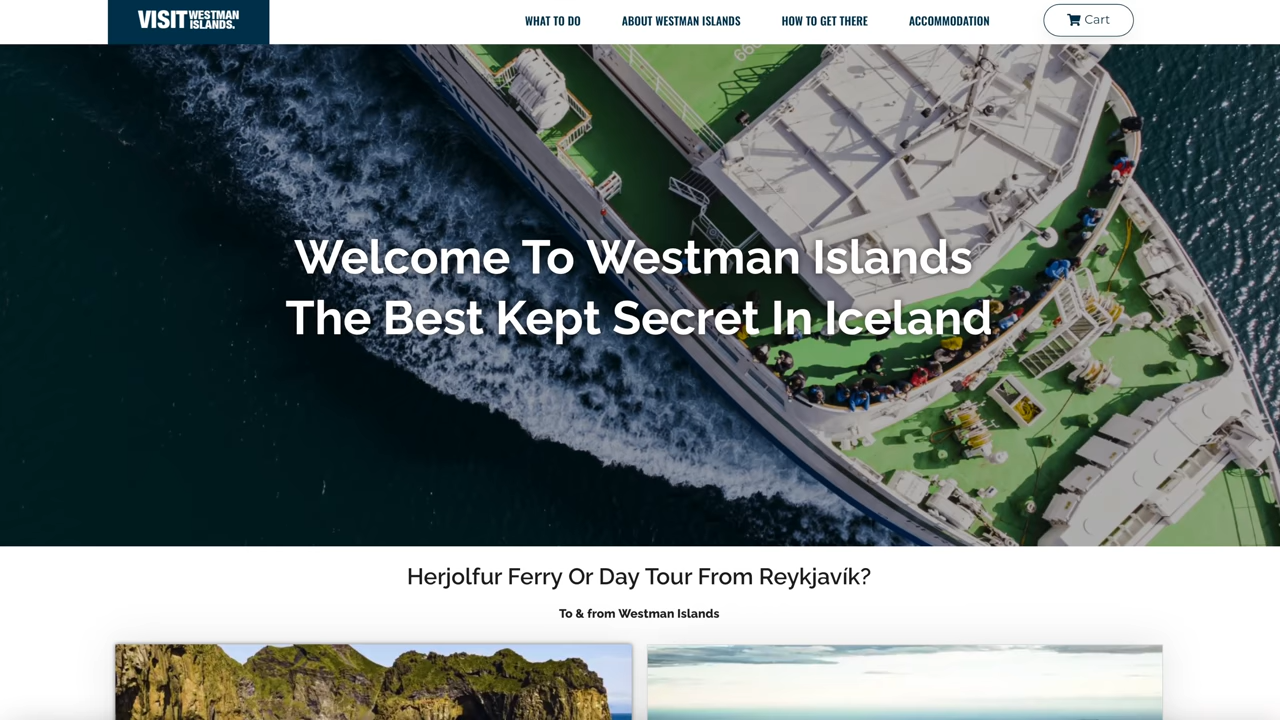 VISIT WESTMAN ISLANDS.
WHAT TO DO
ABOUT WESTMAN ISLANDS
HOW TO GET THERE
ACCOMMODATION
Cart
Welcome To Westman Islands
The Best Kept Secret In Iceland
Herjolfur Ferry Or Day Tour From Reykjavík?
To & from Westman Islands